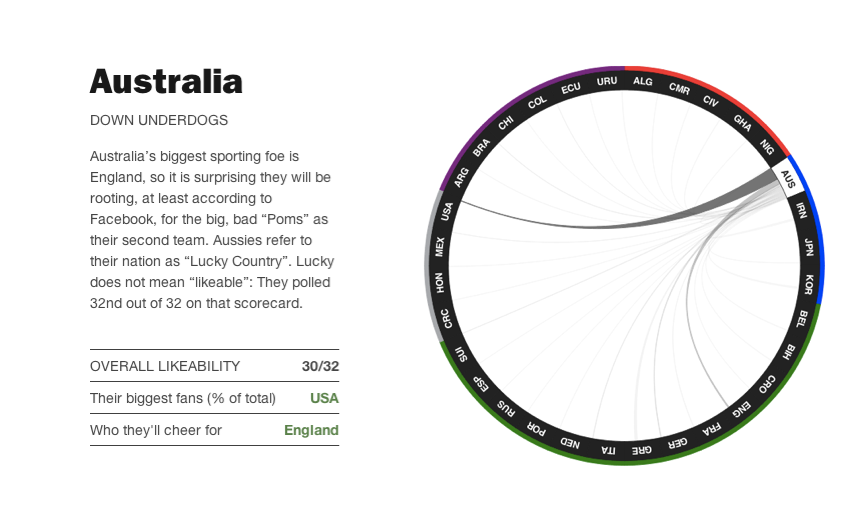 Australia
DOWN UNDERDOGS
Australia’s biggest sporting foe is
England, so it is surprising they will be
rooting, at least according to
Facebook, for the big, bad “Poms” as
their second team. Aussies refer to
their nation as “Lucky Country”. Lucky
does not mean “likeable”: They polled
32nd out of 32 on that scorecard.
OVERALL LIKEABILITY 30/32
Their biggest fans (% of total) USA
Who they'll cheer for England
URU
ALG
CMR
CIV
GHA
NIG
AUS
IRN
JPN
KOR
BEL
BIH
CRO
ENG
FRA
GER
GRE
ITA
NED
POR
RUS
ESP
SUI
CRC
HON
MEX
USA
ARG
BRA
CHI
COL
ECU